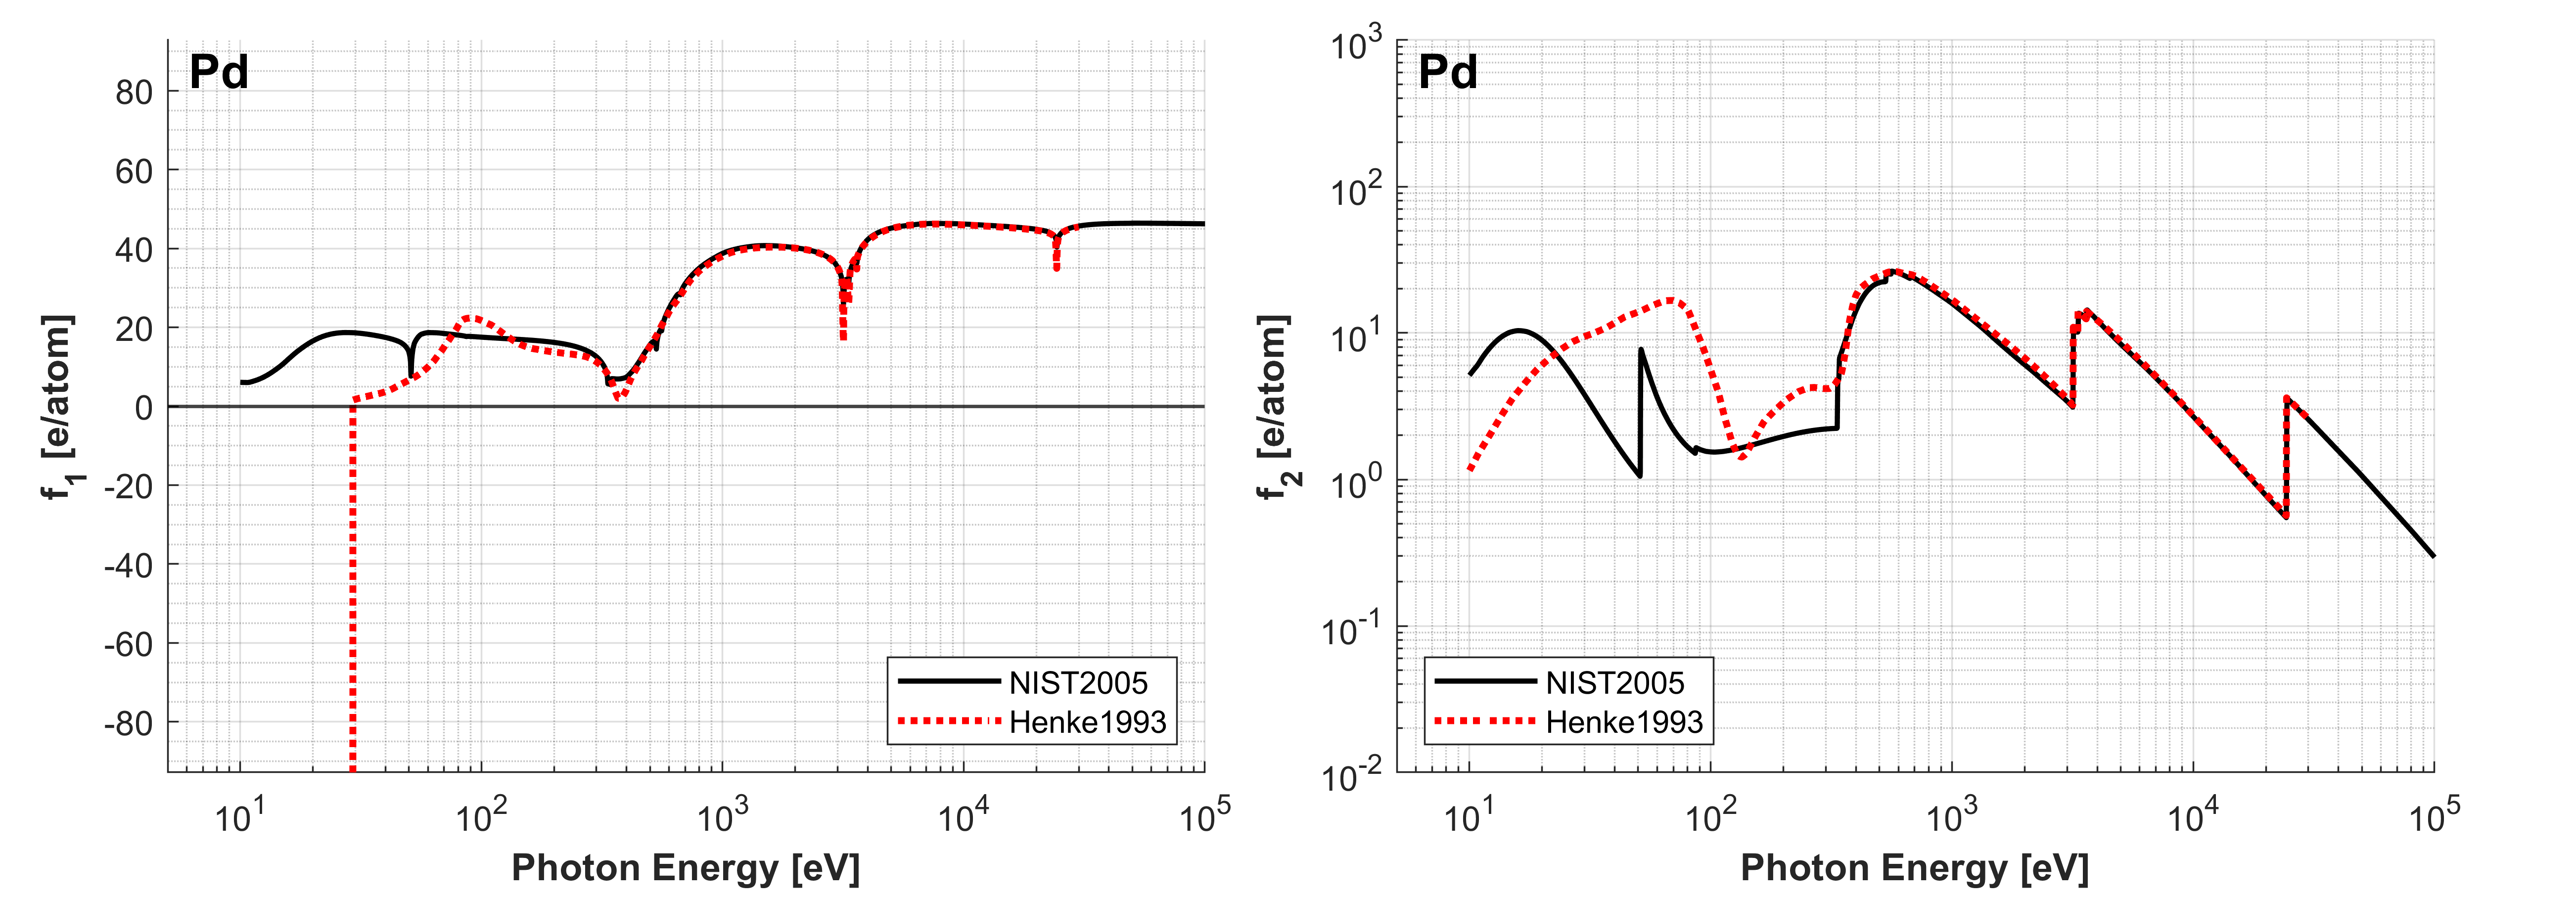 Pd
80
60
40
20
0
-20
-40
-60
-80
f₁ [e/atom]
10¹ 10² 10³ 10⁴ 10⁵
Photon Energy [eV]
NIST2005
Henke1993
Pd
10³
10²
10¹
10⁰
10⁻¹
10⁻²
f₂ [e/atom]
10¹ 10² 10³ 10⁴ 10⁵
Photon Energy [eV]
NIST2005
Henke1993